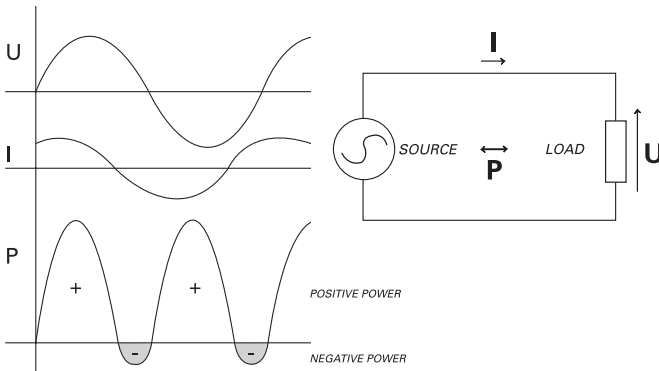 U
I
I
SOURCE
LOAD
P
U
P
+
+
POSITIVE POWER
-
-
NEGATIVE POWER